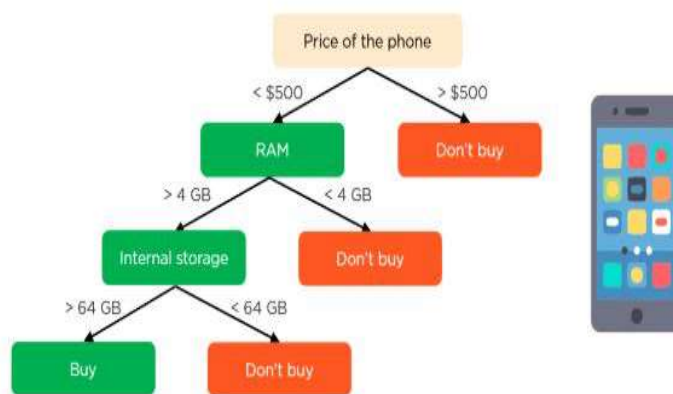 Price of the phone
< $500
> $500
RAM
Don't buy
> 4 GB
< 4 GB
Internal storage
Don't buy
> 64 GB
< 64 GB
Buy
Don't buy